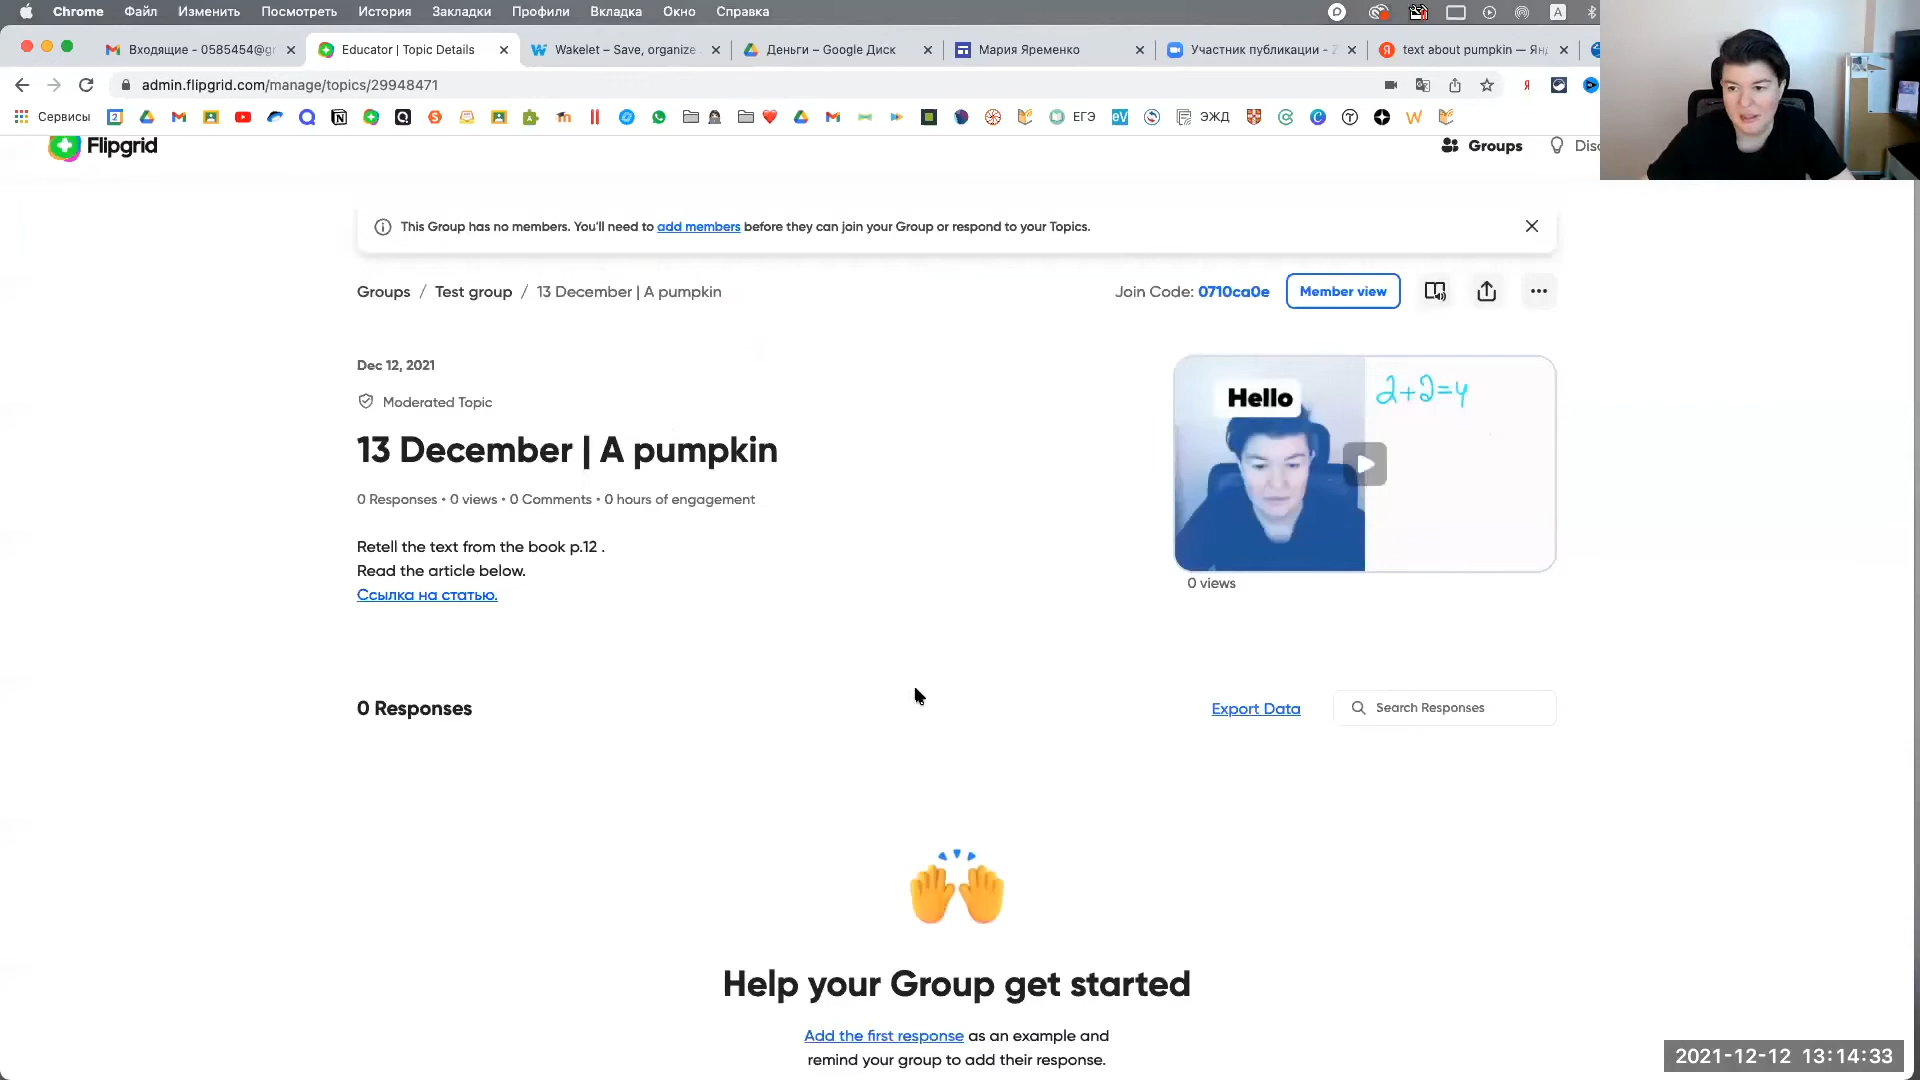 Chrome Файл Изменить Посмотреть История Закладки Профили Вкладка Окно Справка
A
Входящие - 0585454@gr
Educator | Topic Details
Wakelet – Save, organize
Деньги – Google Диск
Мария Яременко
Участник публикации - Z
text about pumpkin — Ян
admin.flipgrid.com/manage/topics/29948471
Сервисы
ЕГЭ
ЭЖД
Flipgrid
Groups
Disc
This Group has no members. You'll need to add members before they can join your Group or respond to your Topics.
Groups / Test group / 13 December | A pumpkin
Join Code: 0710ca0e
Member view
Dec 12, 2021
Moderated Topic
13 December | A pumpkin
0 Responses • 0 views • 0 Comments • 0 hours of engagement
Retell the text from the book p.12 .
Read the article below.
Ссылка на статью.
Hello
2+2=4
0 views
0 Responses
Export Data
Search Responses
Help your Group get started
Add the first response as an example and
remind your group to add their response.
2021-12-12 13:14:33